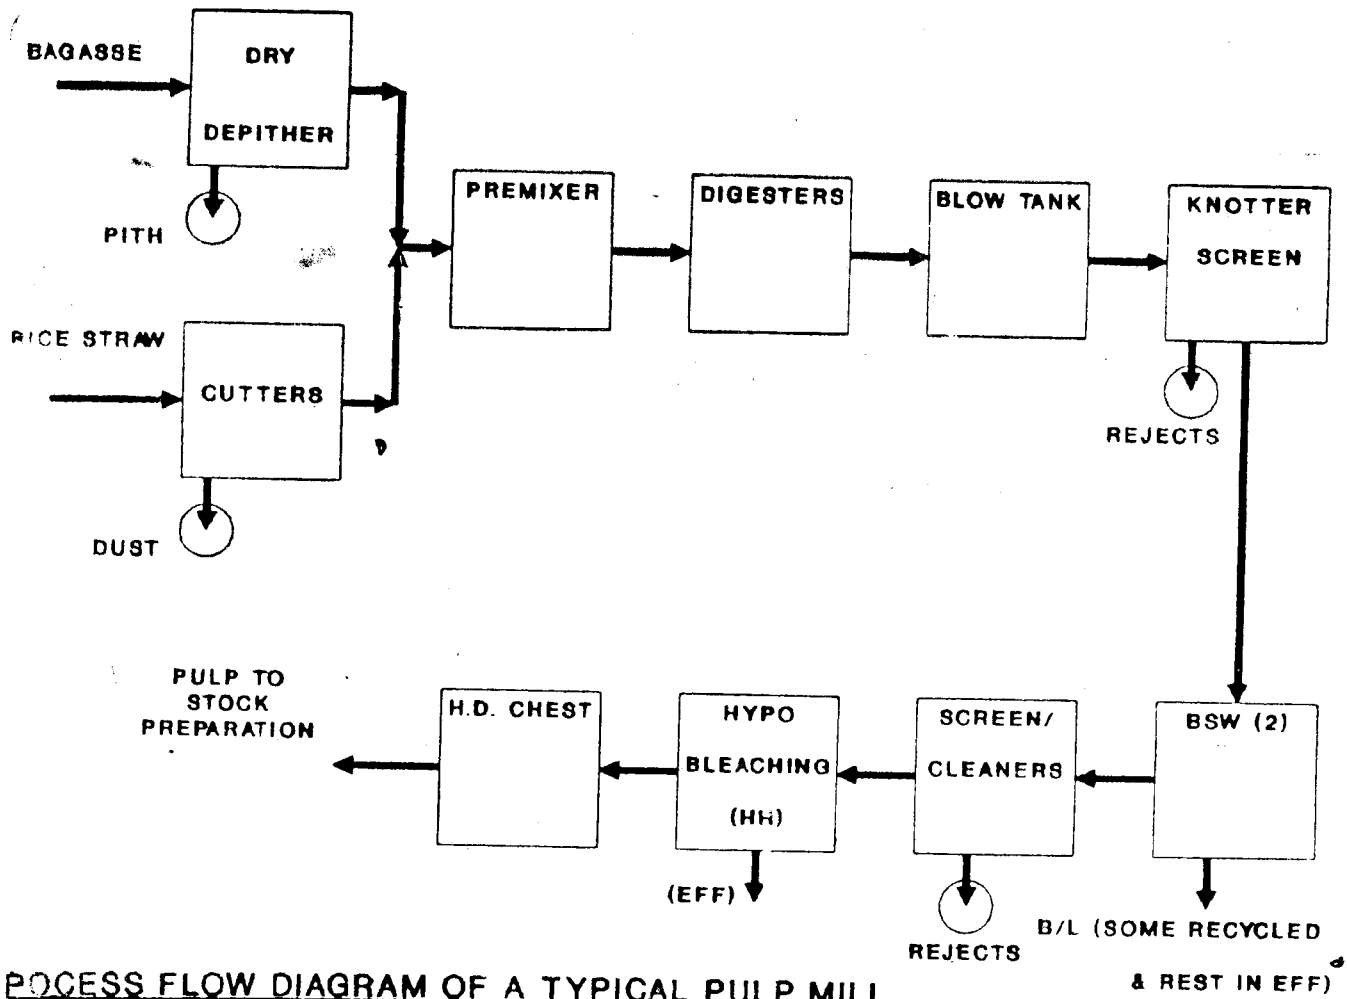 BAGASSE
DRY
DEPITHER
PITH
RICE STRAW
CUTTERS
DUST
PREMIXER
DIGESTERS
BLOW TANK
KNOTTER
SCREEN
REJECTS
BSW (2)
B/L (SOME RECYCLED
& REST IN EFF)
SCREEN/
CLEANERS
REJECTS
HYPO
BLEACHING
(HH)
(EFF)
H.D. CHEST
PULP TO
STOCK
PREPARATION
POCESS FLOW DIAGRAM OF A TYPICAL PULP MILL